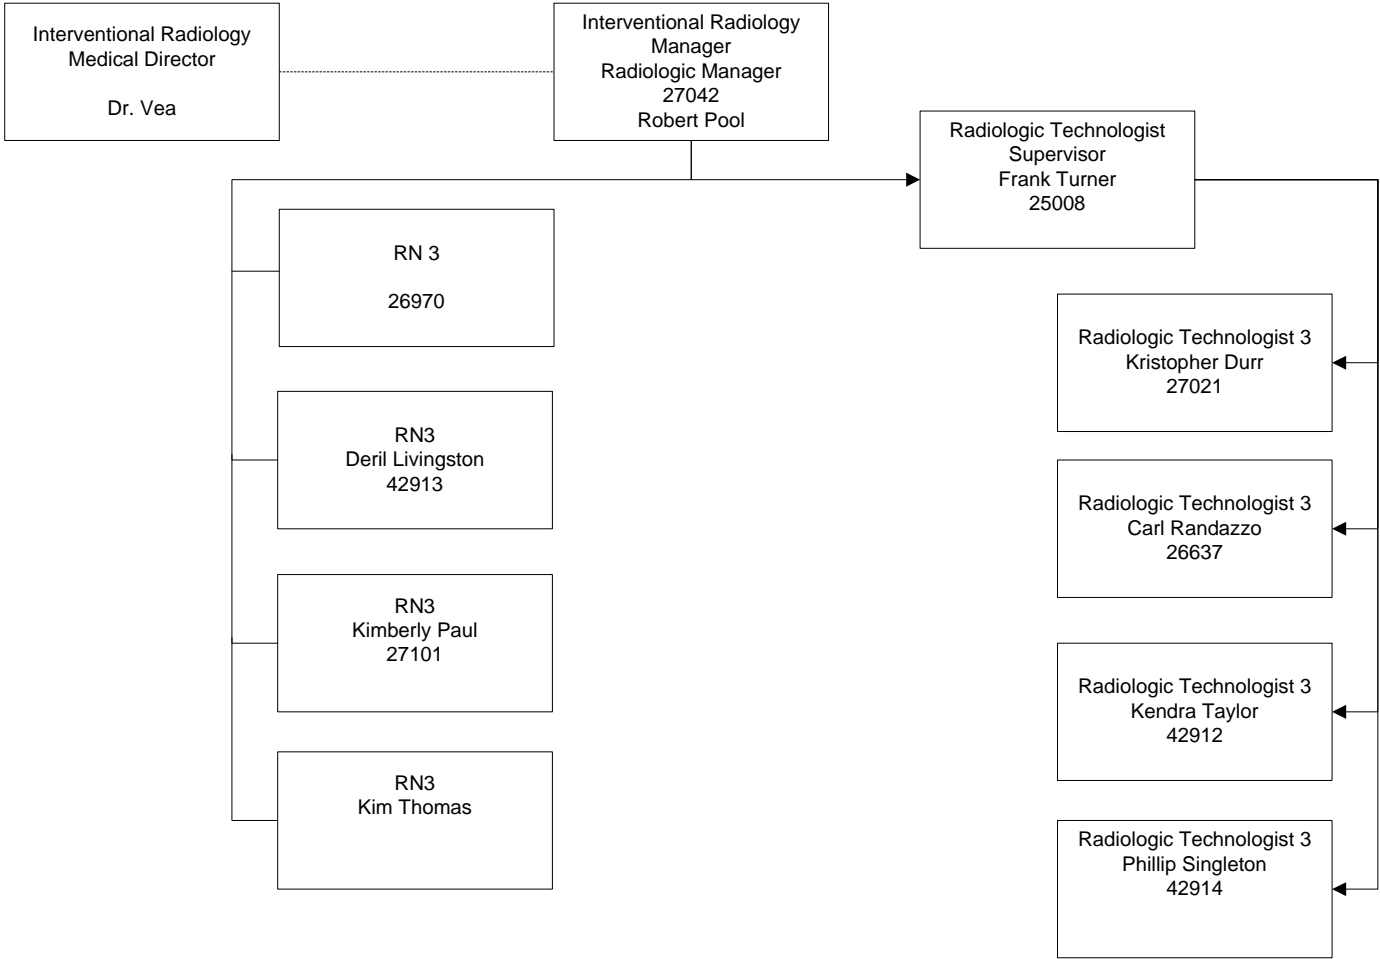 Interventional Radiology
Medical Director
Dr. Vea
Interventional Radiology
Manager
Radiologic Manager
27042
Robert Pool
Radiologic Technologist
Supervisor
Frank Turner
25008
RN 3
26970
RN3
Deril Livingston
42913
RN3
Kimberly Paul
27101
RN3
Kim Thomas
Radiologic Technologist 3
Kristopher Durr
27021
Radiologic Technologist 3
Carl Randazzo
26637
Radiologic Technologist 3
Kendra Taylor
42912
Radiologic Technologist 3
Phillip Singleton
42914